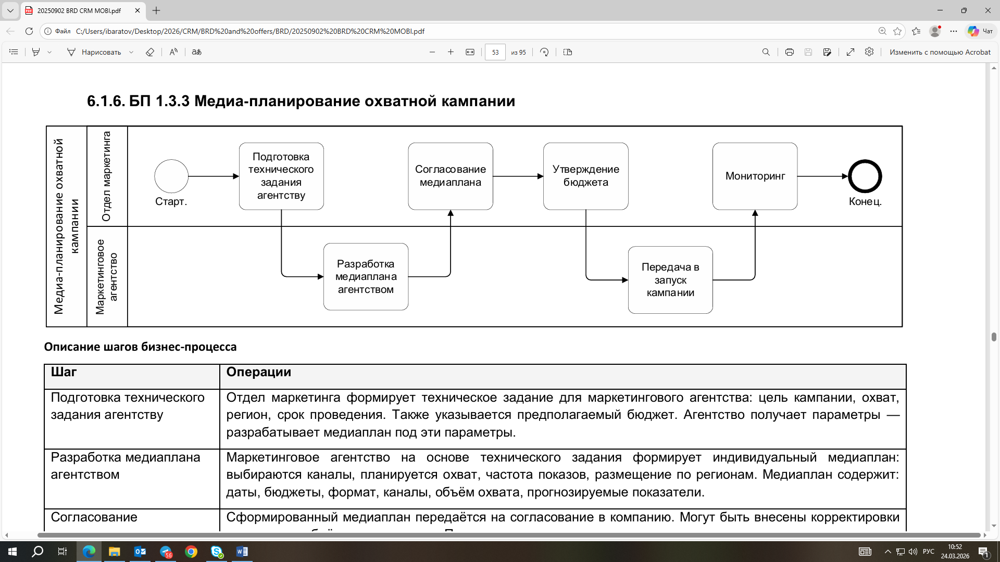 20250902 BRD CRM MOBI.pdf
Файл
C:/Users/ibaratov/Desktop/2026/CRM/BRD%20and%20offers/BRD/20250902%20BRD%20CRM%20MOBI.pdf
Чат
Нарисовать
53
из 95
Изменить с помощью Acrobat
6.1.6. БП 1.3.3 Медиа-планирование охватной кампании
Медиа-планирование охватной
кампании
Отдел маркетинга
Старт.
Подготовка
технического
задания
агентству
Согласование
медиаплана
Утверждение
бюджета
Мониторинг
Конец.
Маркетинговое
агентство
Разработка
медиаплана
агентством
Передача в
запуск
кампании
Описание шагов бизнес-процесса
Шаг
Операции
Подготовка технического
задания агентству
Отдел маркетинга формирует техническое задание для маркетингового агентства: цель кампании, охват,
регион, срок проведения. Также указывается предполагаемый бюджет. Агентство получает параметры —
разрабатывает медиаплан под эти параметры.
Разработка медиаплана
агентством
Маркетинговое агентство на основе технического задания формирует индивидуальный медиаплан:
выбираются каналы, планируется охват, частота показов, размещение по регионам. Медиаплан содержит:
даты, бюджеты, формат, каналы, объём охвата, прогнозируемые показатели.
Согласование
Сформированный медиаплан передаётся на согласование в компанию. Могут быть внесены корректировки
56
РУС
10:52
24.03.2026
1